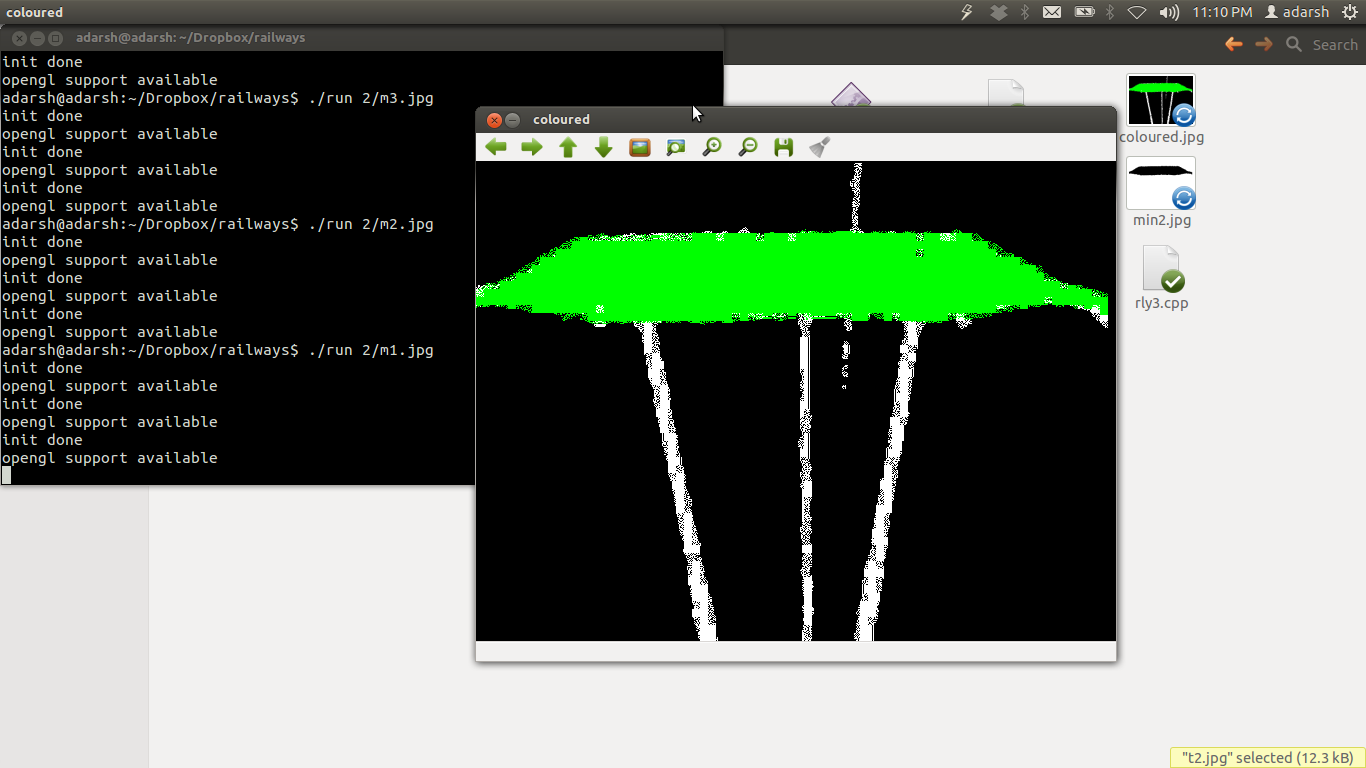 coloured
11:10 PM
adarsh
adarsh@adarsh: ~/Dropbox/railways
Search
init done
opengl support available
adarsh@adarsh:~/Dropbox/railways$ ./run 2/m3.jpg
init done
opengl support available
init done
opengl support available
init done
opengl support available
adarsh@adarsh:~/Dropbox/railways$ ./run 2/m2.jpg
init done
opengl support available
init done
opengl support available
init done
opengl support available
adarsh@adarsh:~/Dropbox/railways$ ./run 2/m1.jpg
init done
opengl support available
init done
opengl support available
init done
opengl support available
coloured
coloured.jpg
min2.jpg
rly3.cpp
"t2.jpg" selected (12.3 kB)